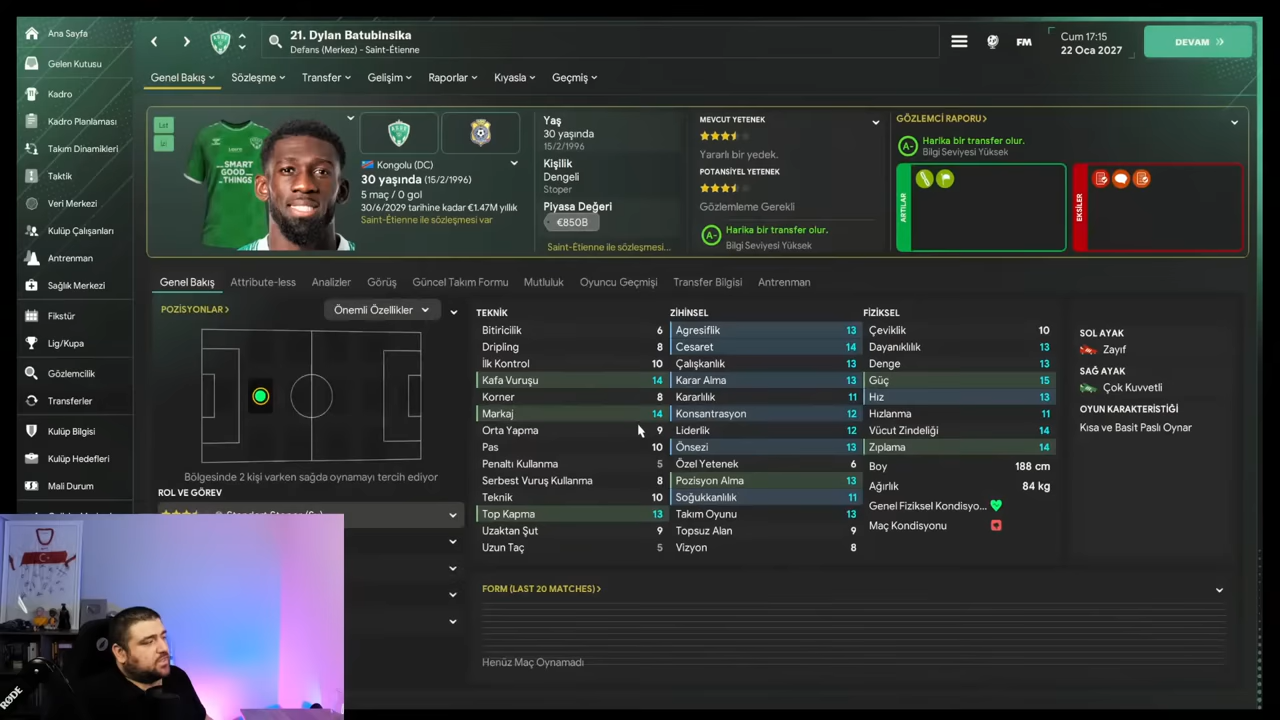 Ana Sayfa
Gelen Kutusu
Kadro
Kadro Planlaması
Takım Dinamikleri
Taktik
Veri Merkezi
Kulüp Çalışanları
Antrenman
Sağlık Merkezi
Fikstür
Lig/Kupa
Gözlemcilik
Transferler
Kulüp Bilgisi
Kulüp Hedefleri
Mali Durum
21. Dylan Batubinsika
Defans (Merkez) - Saint-Étienne
FM
Cum 17:15
22 Oca 2027
DEVAM
Genel Bakış
Sözleşme
Transfer
Gelişim
Raporlar
Kıyasla
Geçmiş
SMART
GOOD
THINGS
Kongolu (DC)
30 yaşında (15/2/1996)
5 maç / 0 gol
30/6/2029 tarihine kadar €1.47M yıllık
Saint-Étienne ile sözleşmesi var
Yaş
30 yaşında
15/2/1996
Kişilik
Dengeli
Stoper
Piyasa Değeri
€850B
Saint-Étienne ile sözleşmesi...
MEVCUT YETENEK
Yararlı bir yedek.
POTANSİYEL YETENEK
Gözlemleme Gerekli
A-
Harika bir transfer olur.
Bilgi Seviyesi Yüksek
GÖZLEMCİ RAPORU
A-
Harika bir transfer olur.
Bilgi Seviyesi Yüksek
ARTILAR
EKSİLER
Genel Bakış
Attribute-less
Analizler
Görüş
Güncel Takım Formu
Mutluluk
Oyuncu Geçmişi
Transfer Bilgisi
Antrenman
POZİSYONLAR
Önemli Özellikler
Bölgesinde 2 kişi varken sağda oynamayı tercih ediyor
ROL VE GÖREV
TEKNİK
Bitiricilik 6
Dripling 8
İlk Kontrol 10
Kafa Vuruşu 14
Korner 8
Markaj 14
Orta Yapma 9
Pas 10
Penaltı Kullanma 5
Serbest Vuruş Kullanma 8
Teknik 10
Top Kapma 13
Uzaktan Şut 9
Uzun Taç 5
ZİHİNSEL
Agresiflik 13
Cesaret 14
Çalışkanlık 13
Karar Alma 13
Kararlılık 11
Konsantrasyon 12
Liderlik 12
Önsezi 13
Özel Yetenek 6
Pozisyon Alma 13
Soğukkanlılık 11
Takım Oyunu 13
Topsuz Alan 9
Vizyon 8
FİZİKSEL
Çeviklik 10
Dayanıklılık 13
Denge 13
Güç 15
Hız 13
Hızlanma 11
Vücut Zindeliği 14
Zıplama 14
Boy 188 cm
Ağırlık 84 kg
Genel Fiziksel Kondisyo...
Maç Kondisyonu
SOL AYAK
Zayıf
SAĞ AYAK
Çok Kuvvetli
OYUN KARAKTERİSTİĞİ
Kısa ve Basit Paslı Oynar
FORM (LAST 20 MATCHES)
Henüz Maç Oynamadı
RØDE